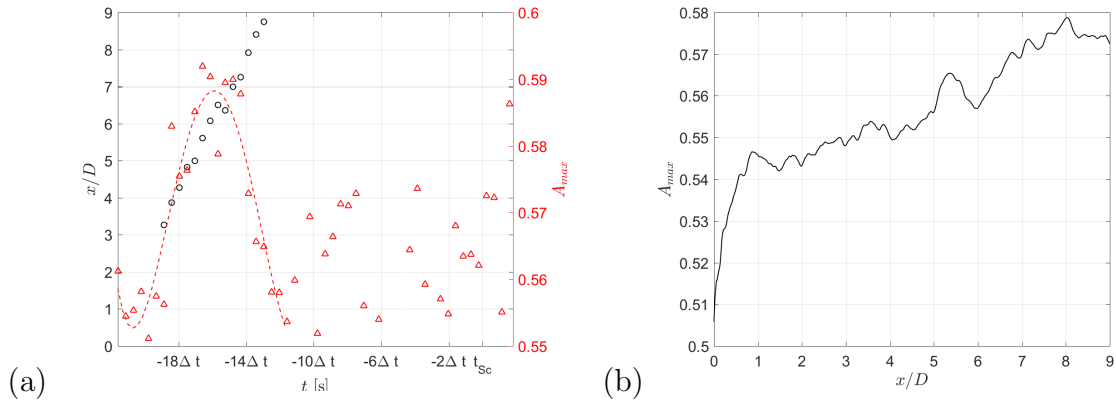 9
8
7
6
5
4
3
2
1
0
x/D
0.6
0.59
0.58
0.57
0.56
0.55
A_max
-18Δ t -14Δ t -10Δ t -6Δ t -2Δ t t_Sc
t [s]
(a)
0.58
0.57
0.56
0.55
0.54
0.53
0.52
0.51
0.5
A_max
0 1 2 3 4 5 6 7 8 9
x/D
(b)